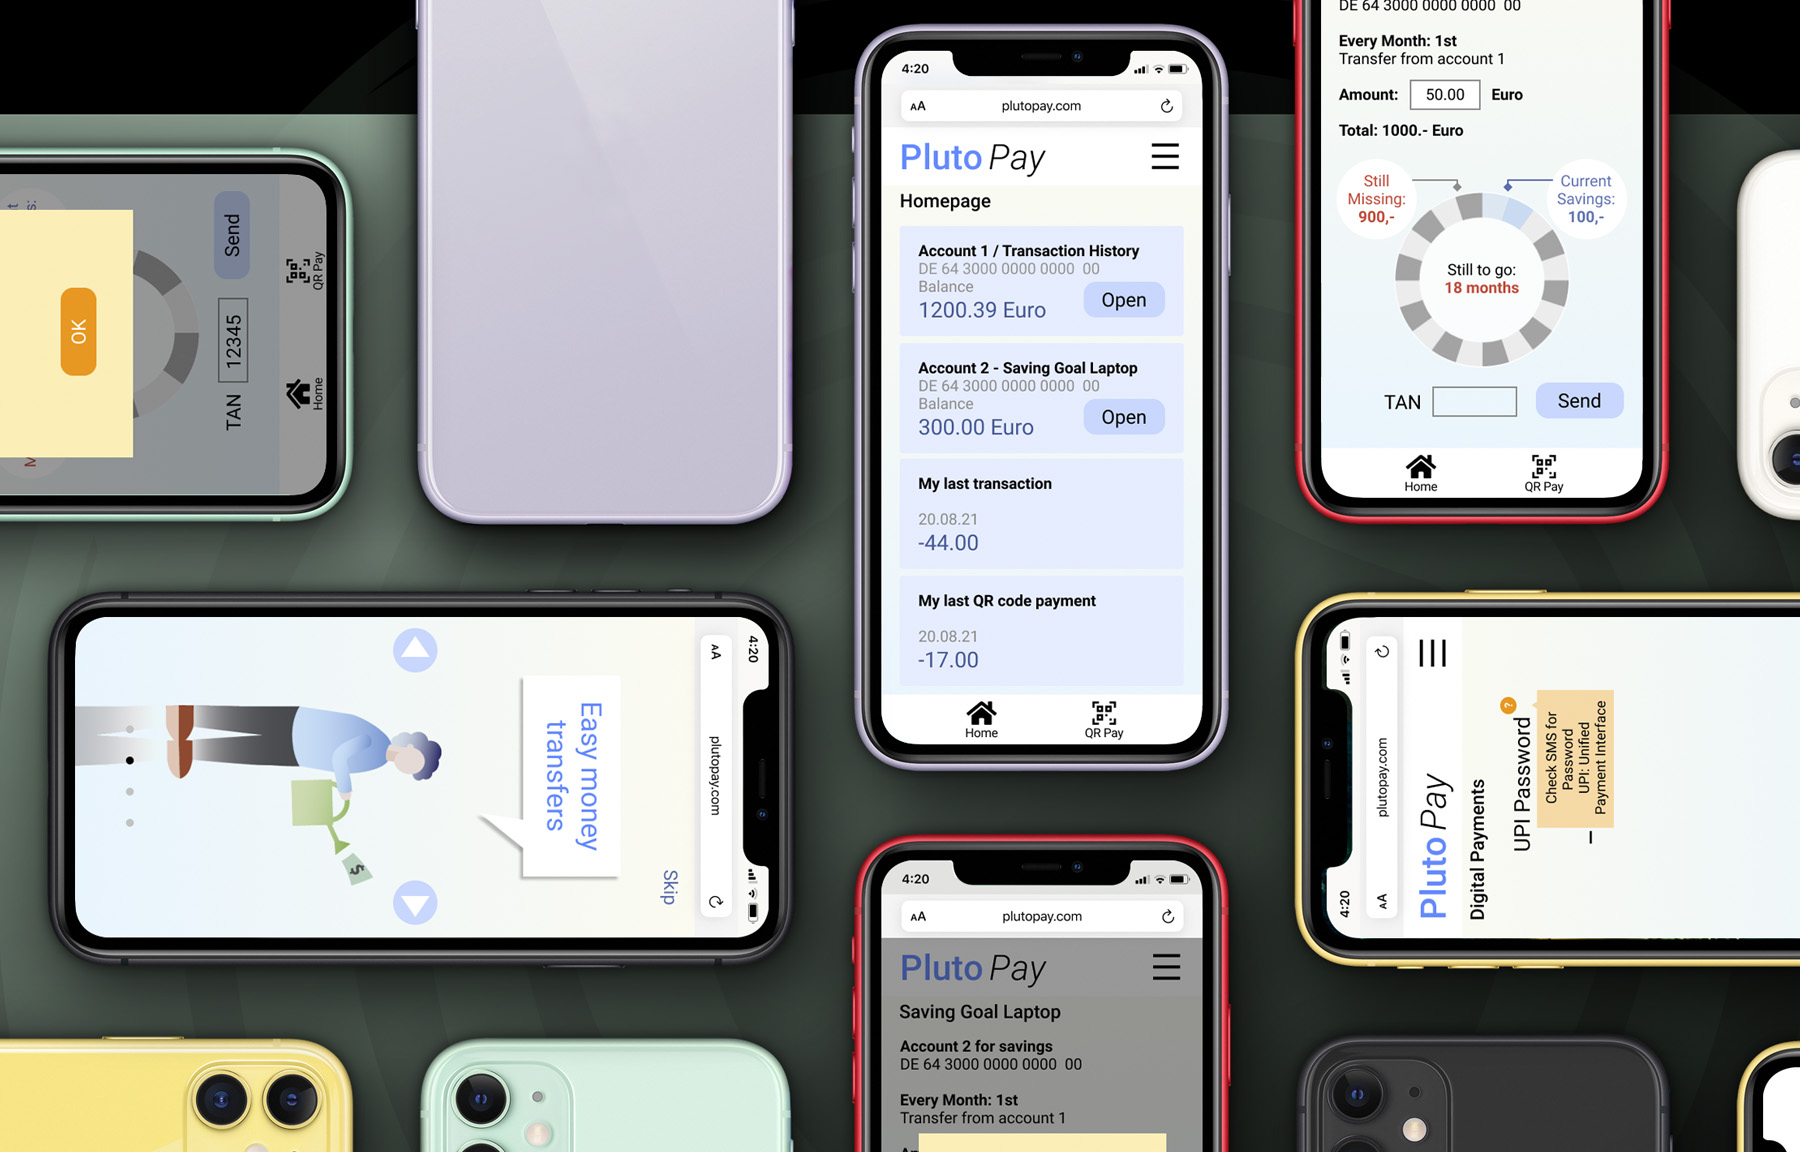 t
s:
Send
QR Pay
OK
TAN 12345
Home
M
4:20
AA plutopay.com
Pluto Pay
Homepage
Account 1 / Transaction History
DE 64 3000 0000 0000  00
Balance
1200.39 Euro
Open
Account 2 - Saving Goal Laptop
DE 64 3000 0000 0000  00
Balance
300.00 Euro
Open
My last transaction
20.08.21
-44.00
My last QR code payment
20.08.21
-17.00
Home
QR Pay
DE 64 3000 0000 0000  00
Every Month: 1st
Transfer from account 1
Amount: 50.00 Euro
Total: 1000.- Euro
Still
Missing:
900,-
Current
Savings:
100,-
Still to go:
18 months
TAN
Send
Home
QR Pay
4:20
AA plutopay.com
Skip
Easy money
transfers
$
4:20
AA plutopay.com
Pluto Pay
Saving Goal Laptop
Account 2 for savings
DE 64 3000 0000 0000  00
Every Month: 1st
Transfer from account 1
4:20
AA plutopay.com
Pluto Pay
Digital Payments
UPI Password
?
Check SMS for
Password
UPI: Unified
Payment Interface